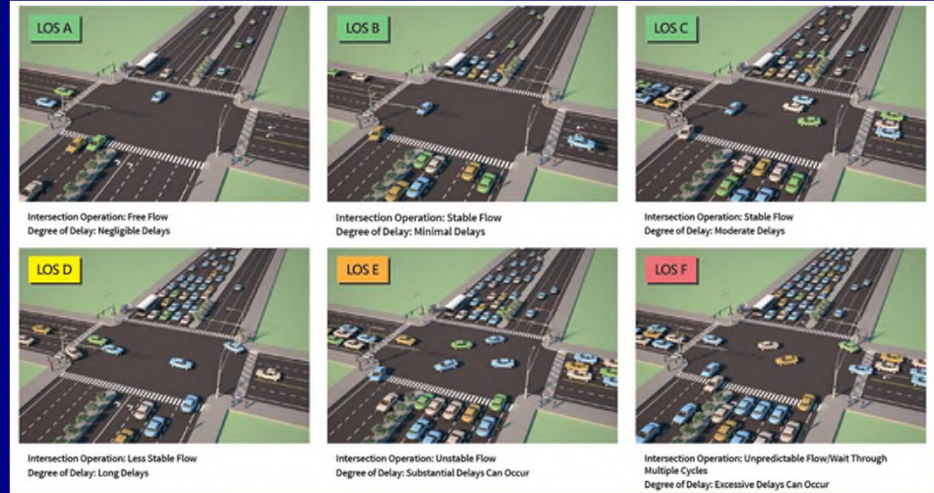 LOS A
LOS B
LOS C
Intersection Operation: Free Flow
Degree of Delay: Negligible Delays
Intersection Operation: Stable Flow
Degree of Delay: Minimal Delays
Intersection Operation: Stable Flow
Degree of Delay: Moderate Delays
LOS D
LOS E
LOS F
Intersection Operation: Less Stable Flow
Degree of Delay: Long Delays
Intersection Operation: Unstable Flow
Degree of Delay: Substantial Delays Can Occur
Intersection Operation: Unpredictable Flow/Wait Through
Multiple Cycles
Degree of Delay: Excessive Delays Can Occur